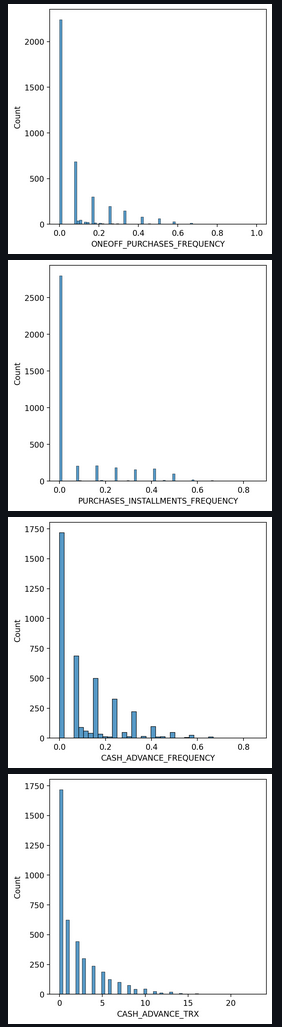 2000
1500
Count
1000
500
0
0.0 0.2 0.4 0.6 0.8 1.0
ONEOFF_PURCHASES_FREQUENCY
2500
2000
Count
1500
1000
500
0
0.0 0.2 0.4 0.6 0.8
PURCHASES_INSTALLMENTS_FREQUENCY
1750
1500
1250
Count
1000
750
500
250
0
0.0 0.2 0.4 0.6 0.8
CASH_ADVANCE_FREQUENCY
1750
1500
1250
Count
1000
750
500
250
0
0 5 10 15 20
CASH_ADVANCE_TRX